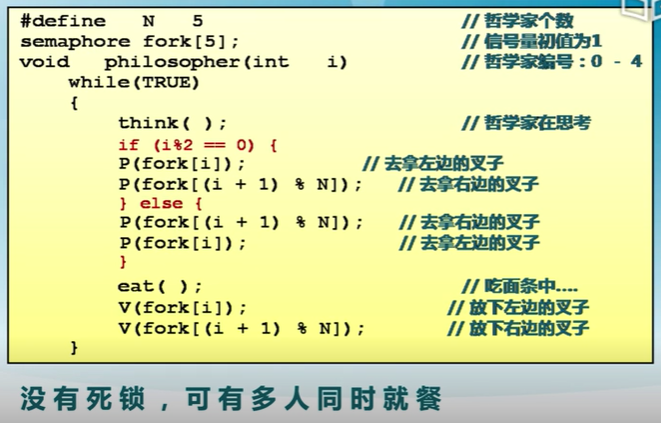 #define N 5 // 哲学家个数
semaphore fork[5]; // 信号量初值为1
void philosopher(int i) // 哲学家编号：0 - 4
while(TRUE)
{
think( ); // 哲学家在思考
if (i%2 == 0) {
P(fork[i]); // 去拿左边的叉子
P(fork[(i + 1) % N]); // 去拿右边的叉子
} else {
P(fork[(i + 1) % N]); // 去拿右边的叉子
P(fork[i]); // 去拿左边的叉子
}
eat( ); // 吃面条中....
V(fork[i]); // 放下左边的叉子
V(fork[(i + 1) % N]); // 放下右边的叉子
}
没有死锁，可有多人同时就餐